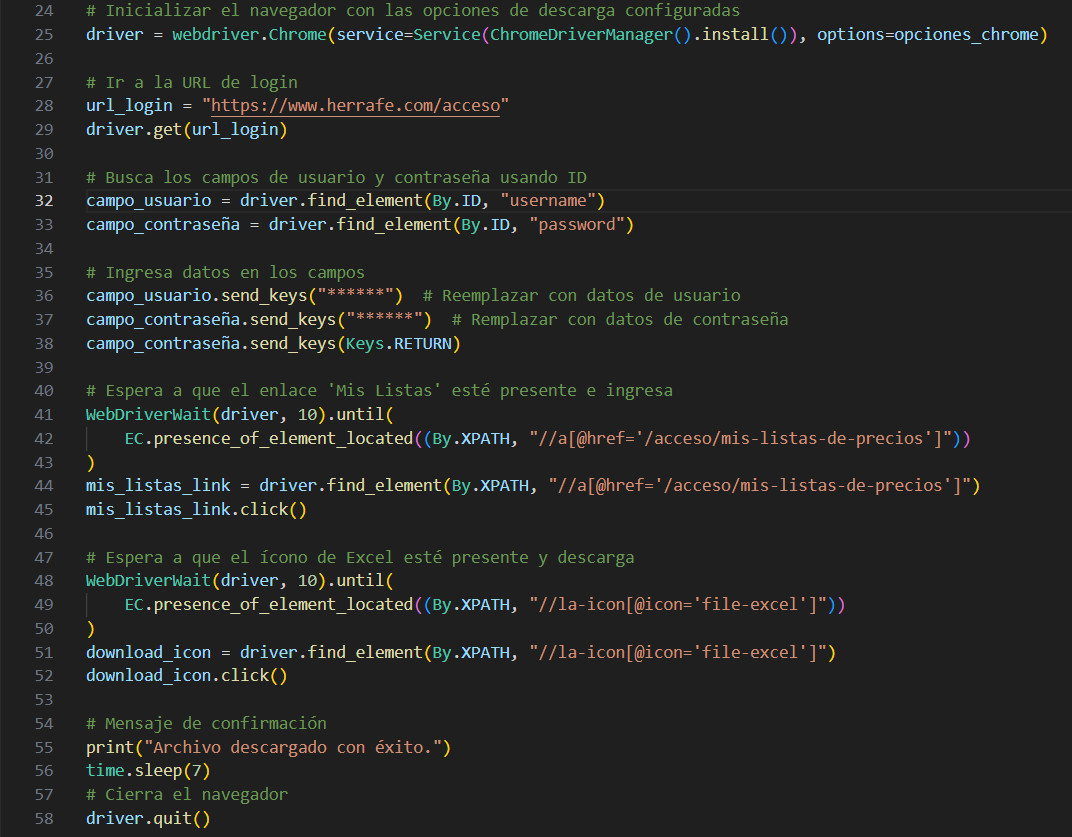 24 # Inicializar el navegador con las opciones de descarga configuradas
25 driver = webdriver.Chrome(service=Service(ChromeDriverManager().install()), options=opciones_chrome)
26
27 # Ir a la URL de login
28 url_login = "https://www.herrafe.com/acceso"
29 driver.get(url_login)
30
31 # Busca los campos de usuario y contraseña usando ID
32 campo_usuario = driver.find_element(By.ID, "username")
33 campo_contraseña = driver.find_element(By.ID, "password")
34
35 # Ingresa datos en los campos
36 campo_usuario.send_keys("******")  # Reemplazar con datos de usuario
37 campo_contraseña.send_keys("******")  # Remplazar con datos de contraseña
38 campo_contraseña.send_keys(Keys.RETURN)
39
40 # Espera a que el enlace 'Mis Listas' esté presente e ingresa
41 WebDriverWait(driver, 10).until(
42     EC.presence_of_element_located((By.XPATH, "//a[@href='/acceso/mis-listas-de-precios']"))
43 )
44 mis_listas_link = driver.find_element(By.XPATH, "//a[@href='/acceso/mis-listas-de-precios']")
45 mis_listas_link.click()
46
47 # Espera a que el ícono de Excel esté presente y descarga
48 WebDriverWait(driver, 10).until(
49     EC.presence_of_element_located((By.XPATH, "//la-icon[@icon='file-excel']"))
50 )
51 download_icon = driver.find_element(By.XPATH, "//la-icon[@icon='file-excel']")
52 download_icon.click()
53
54 # Mensaje de confirmación
55 print("Archivo descargado con éxito.")
56 time.sleep(7)
57 # Cierra el navegador
58 driver.quit()